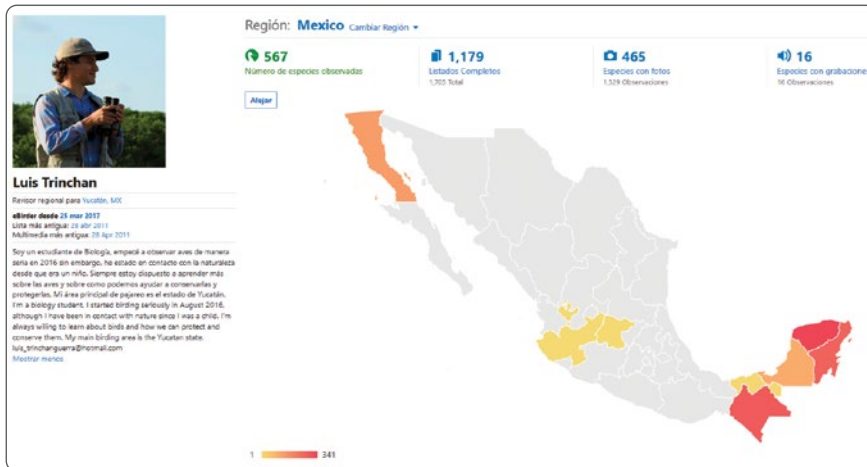 Región: Mexico Cambiar Región
567
Número de especies observadas
1,179
Listados Completos
1,705 Total
465
Especies con fotos
1,529 Observaciones
16
Especies con grabacione
16 Observaciones
Alejar
Luis Trinchan
Revisor regional para Yucatán, MX
eBirder desde 25 mar 2017
Lista más antigua: 28 abr 2011
Multimedia más antigua: 28 Apr 2011
Soy un estudiante de Biología, empecé a observar aves de manera
seria en 2016 sin embargo, he estado en contacto con la naturaleza
desde que era un niño. Siempre estoy dispuesto a aprender más
sobre las aves y sobre como podemos ayudar a conservarlas y
protegerlas. Mi área principal de pajareo es el estado de Yucatán.
I'm a biology student. I started birding seriously in August 2016,
although I have been in contact with nature since I was a child. I'm
always willing to learn about birds and how we can protect and
conserve them. My main birding area is the Yucatan state.
luis_trinchanguerra@hotmail.com
Mostrar menos
1 341